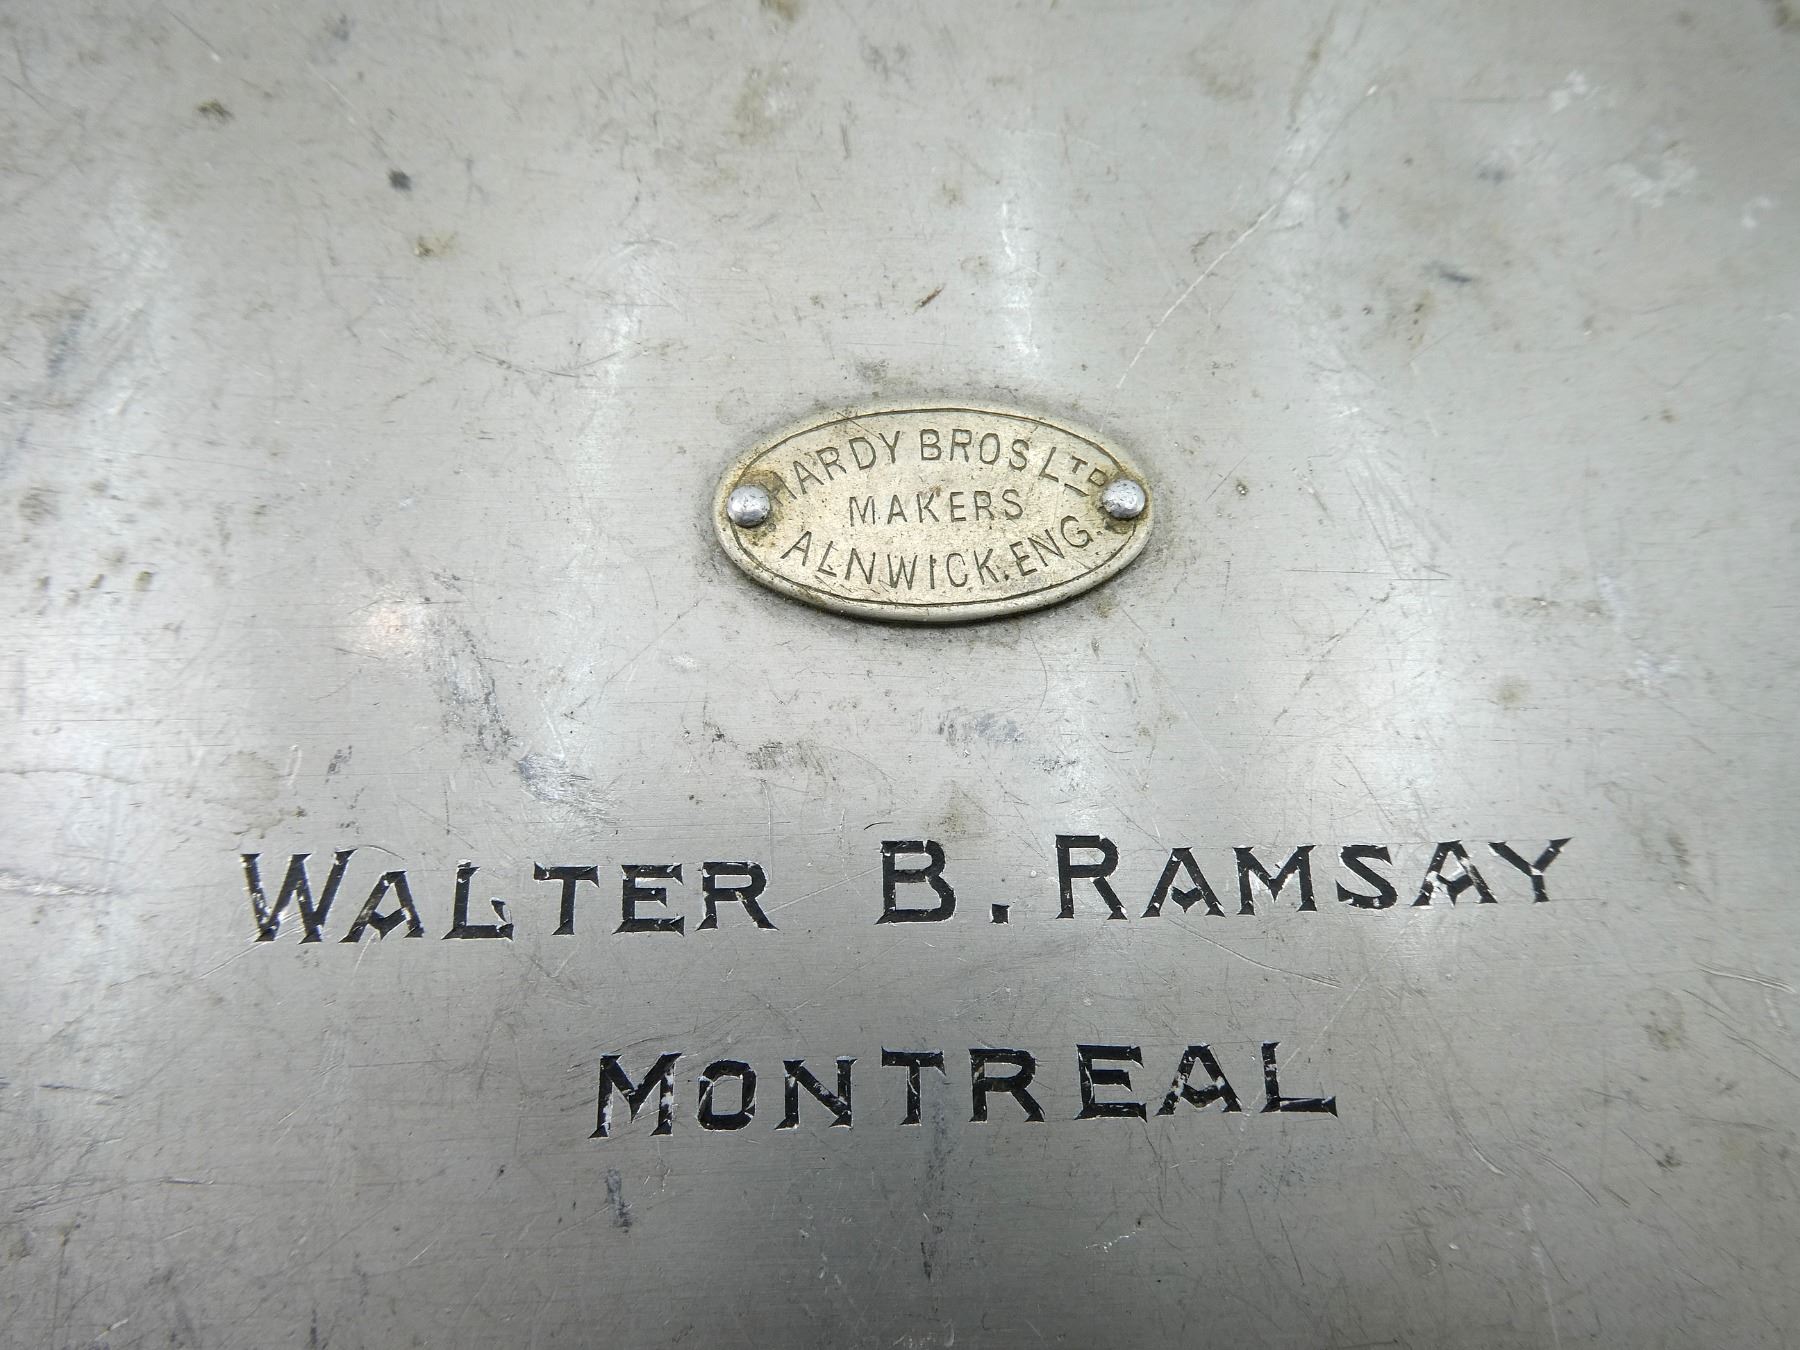 HARDY BROS LTD
MAKERS
ALNWICK. ENG.
WALTER B. RAMSAY
MONTREAL